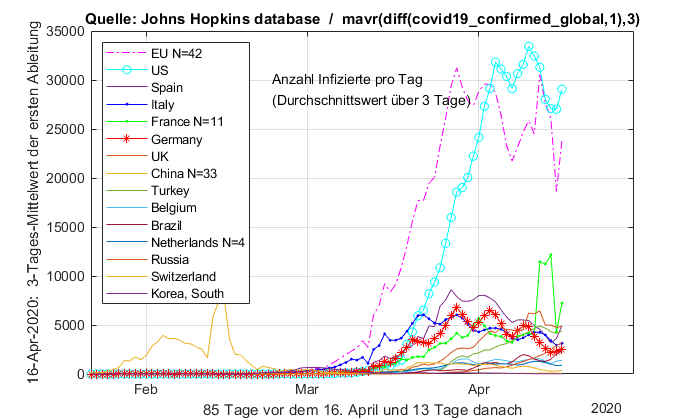 Quelle: Johns Hopkins database / mavr(diff(covid19_confirmed_global,1),3)
16-Apr-2020: 3-Tages-Mittelwert der ersten Ableitung
35000
30000
25000
20000
15000
10000
5000
0
EU N=42
US
Spain
Italy
France N=11
Germany
UK
China N=33
Turkey
Belgium
Brazil
Netherlands N=4
Russia
Switzerland
Korea, South
Anzahl Infizierte pro Tag
(Durchschnittswert über 3 Tage)
Feb
Mar
Apr
85 Tage vor dem 16. April und 13 Tage danach
2020